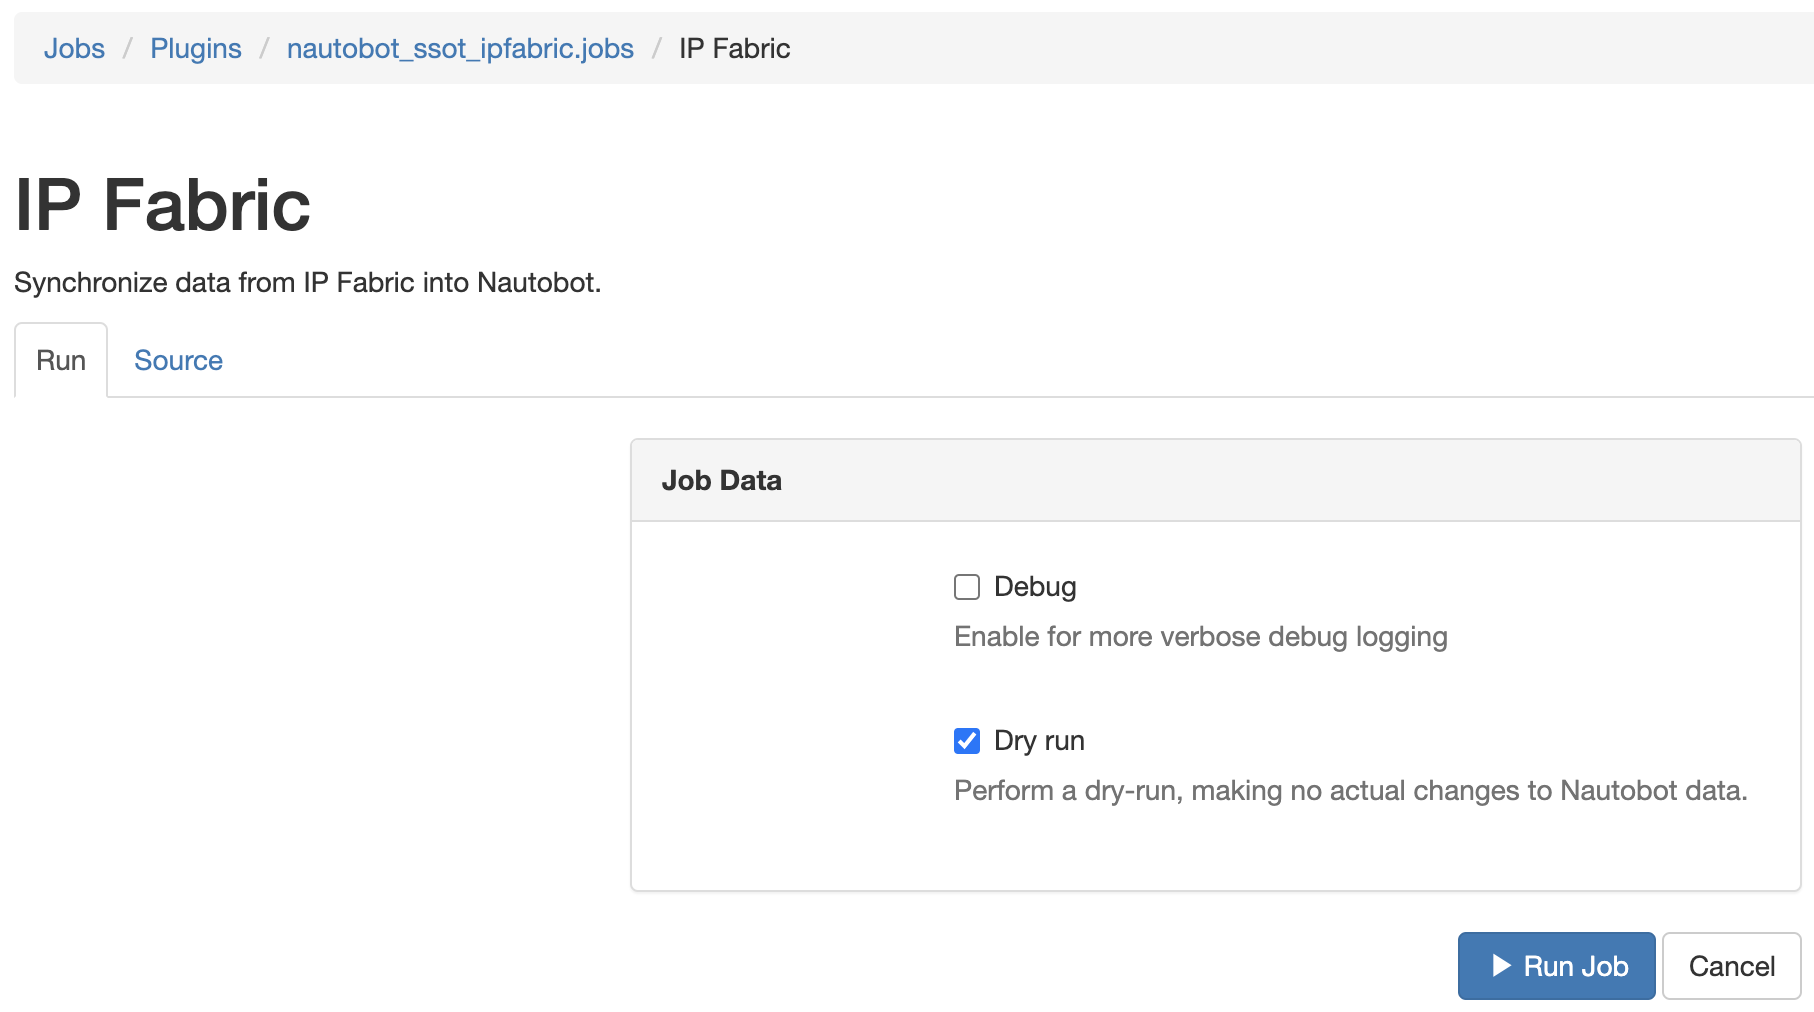 Jobs / Plugins / nautobot_ssot_ipfabric.jobs / IP Fabric
IP Fabric
Synchronize data from IP Fabric into Nautobot.
Run Source
Job Data
Debug
Enable for more verbose debug logging
Dry run
Perform a dry-run, making no actual changes to Nautobot data.
Run Job Cancel